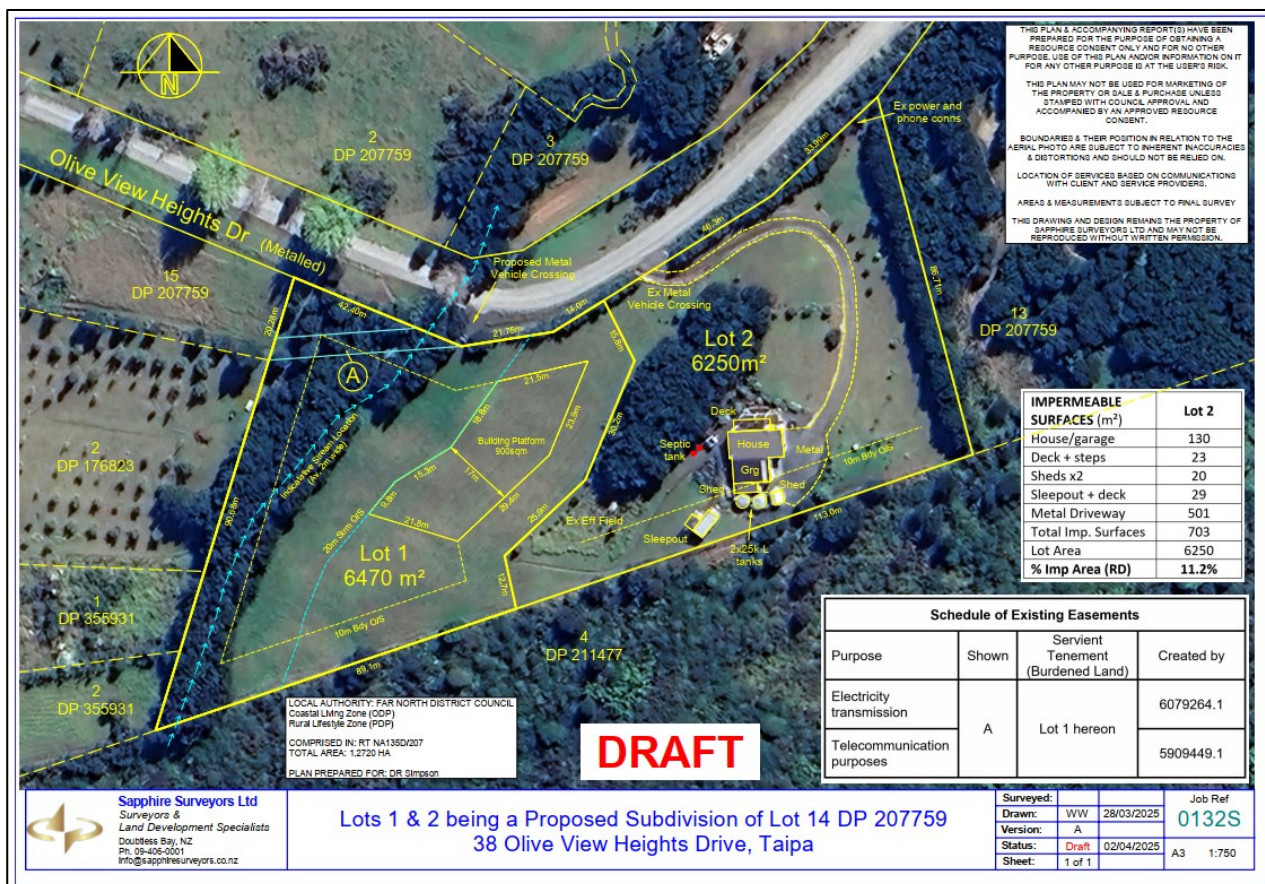 THIS PLAN & ACCOMPANYING REPORT(S) HAVE BEEN
PREPARED FOR THE PURPOSE OF OBTAINING A
RESOURCE CONSENT ONLY AND FOR NO OTHER
PURPOSE. USE OF THIS PLAN AND/OR INFORMATION ON IT
FOR ANY OTHER PURPOSE IS AT THE USER'S RISK.
THIS PLAN MAY NOT BE USED FOR MARKETING OF
THE PROPERTY OR SALE & PURCHASE UNLESS
STAMPED WITH COUNCIL APPROVAL AND
ACCOMPANIED BY AN APPROVED RESOURCE
CONSENT.
BOUNDARIES & THEIR POSITION IN RELATION TO THE
AERIAL PHOTO ARE SUBJECT TO INHERENT INACCURACIES
& DISTORTIONS AND SHOULD NOT BE RELIED ON.
LOCATION OF SERVICES BASED ON COMMUNICATIONS
WITH CLIENT AND SERVICE PROVIDERS.
AREAS & MEASUREMENTS SUBJECT TO FINAL SURVEY
THIS DRAWING AND DESIGN REMAINS THE PROPERTY OF
SAPPHIRE SURVEYORS LTD AND MAY NOT BE
REPRODUCED WITHOUT WRITTEN PERMISSION.
N
Ex power and
phone conns
2
DP 207759
3
DP 207759
Olive View Heights Dr (Metalled)
33.99m
46.3m
86.71m
Proposed Metal
Vehicle Crossing
15
DP 207759
Ex Metal
Vehicle Crossing
42.40m
20.28m
21.75m
14.0m
15.8m
13
DP 207759
Lot 2
6250m²
A
21.5m
18.8m
23.5m
30.2m
Building Platform
900sqm
Deck
House
Septic
tank
Metal
Grg
10m Bdy O/S
Shed
Shed
2
DP 176823
Indicative Stream Location
(AV ~2m wide)
15.3m
17m
9.8m
29.4m
21.8m
25.9m
Ex Eff Field
113.0m
Sleepout
2x25k L
tanks
90.68m
20m Strm O/S
Lot 1
6470 m²
12.7m
10m Bdy O/S
89.1m
1
DP 355931
2
DP 355931
4
DP 211477
IMPERMEABLE SURFACES (m²) Lot 2
House/garage 130
Deck + steps 23
Sheds x2 20
Sleepout + deck 29
Metal Driveway 501
Total Imp. Surfaces 703
Lot Area 6250
% Imp Area (RD) 11.2%
Schedule of Existing Easements
Purpose Shown Servient Tenement (Burdened Land) Created by
Electricity transmission A Lot 1 hereon 6079264.1
Telecommunication purposes 5909449.1
LOCAL AUTHORITY: FAR NORTH DISTRICT COUNCIL
Coastal Living Zone (ODP)
Rural Lifestyle Zone (PDP)
COMPRISED IN: RT NA135D/207
TOTAL AREA: 1.2720 HA
PLAN PREPARED FOR: DR Simpson
DRAFT
Sapphire Surveyors Ltd
Surveyors &
Land Development Specialists
Doubtless Bay, NZ
Ph. 09-406-0001
info@sapphiresurveyors.co.nz
Lots 1 & 2 being a Proposed Subdivision of Lot 14 DP 207759
38 Olive View Heights Drive, Taipa
Surveyed:
Drawn: WW 28/03/2025
Version: A
Status: Draft 02/04/2025
Sheet: 1 of 1
Job Ref
0132S
A3 1:750